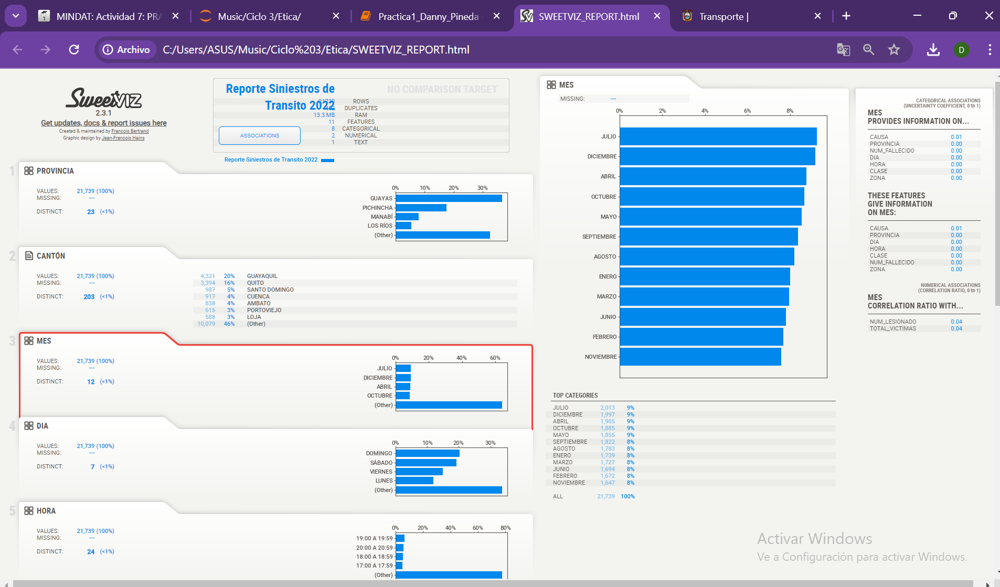 MINDAT: Actividad 7: PRA
Music/Ciclo 3/Etica/
Practica1_Danny_Pineda -
SWEETVIZ_REPORT.html
Transporte |
Archivo
C:/Users/ASUS/Music/Ciclo%203/Etica/SWEETVIZ_REPORT.html
D
SweetVIZ
2.3.1
Get updates, docs & report issues here
Created & maintained by Francois Bertrand
Graphic design by Jean-Francois Hains
Reporte Siniestros de
Transito 2022
NO COMPARISON TARGET
21739 ROWS
DUPLICATES
13.3 MB RAM
11 FEATURES
8 CATEGORICAL
2 NUMERICAL
1 TEXT
ASSOCIATIONS
Reporte Siniestros de Transito 2022
1 PROVINCIA
VALUES: 21,739 (100%)
MISSING: ---
DISTINCT: 23 (<1%)
0% 10% 20% 30%
GUAYAS
PICHINCHA
MANABÍ
LOS RÍOS
(Other)
2 CANTÓN
VALUES: 21,739 (100%)
MISSING: ---
DISTINCT: 203 (<1%)
4,321 20% GUAYAQUIL
3,394 16% QUITO
987 5% SANTO DOMINGO
917 4% CUENCA
838 4% AMBATO
615 3% PORTOVIEJO
588 3% LOJA
10,079 46% (Other)
3 MES
VALUES: 21,739 (100%)
MISSING: ---
DISTINCT: 12 (<1%)
0% 20% 40% 60%
JULIO
DICIEMBRE
ABRIL
OCTUBRE
(Other)
4 DIA
VALUES: 21,739 (100%)
MISSING: ---
DISTINCT: 7 (<1%)
0% 10% 20% 30%
DOMINGO
SÁBADO
VIERNES
LUNES
(Other)
5 HORA
VALUES: 21,739 (100%)
MISSING: ---
DISTINCT: 24 (<1%)
0% 20% 40% 60% 80%
19:00 A 19:59
20:00 A 20:59
18:00 A 18:59
17:00 A 17:59
(Other)
MES
MISSING: ---
0% 2% 4% 6% 8%
JULIO
DICIEMBRE
ABRIL
OCTUBRE
MAYO
SEPTIEMBRE
AGOSTO
ENERO
MARZO
JUNIO
FEBRERO
NOVIEMBRE
TOP CATEGORIES
JULIO 2,013 9%
DICIEMBRE 1,997 9%
ABRIL 1,905 9%
OCTUBRE 1,885 9%
MAYO 1,855 9%
SEPTIEMBRE 1,822 8%
AGOSTO 1,783 8%
ENERO 1,739 8%
MARZO 1,727 8%
JUNIO 1,694 8%
FEBRERO 1,672 8%
NOVIEMBRE 1,647 8%
ALL 21,739 100%
CATEGORICAL ASSOCIATIONS
(UNCERTAINTY COEFFICIENT, 0 to 1)
MES
PROVIDES INFORMATION ON...
CAUSA 0.01
PROVINCIA 0.00
NUM_FALLECIDO 0.00
DIA 0.00
HORA 0.00
CLASE 0.00
ZONA 0.00
THESE FEATURES
GIVE INFORMATION
ON MES:
CAUSA 0.01
PROVINCIA 0.00
DIA 0.00
HORA 0.00
CLASE 0.00
NUM_FALLECIDO 0.00
ZONA 0.00
NUMERICAL ASSOCIATIONS
(CORRELATION RATIO, 0 to 1)
MES
CORRELATION RATIO WITH...
NUM_LESIONADO 0.04
TOTAL_VICTIMAS 0.04
Activar Windows
Ve a Configuración para activar Windows.